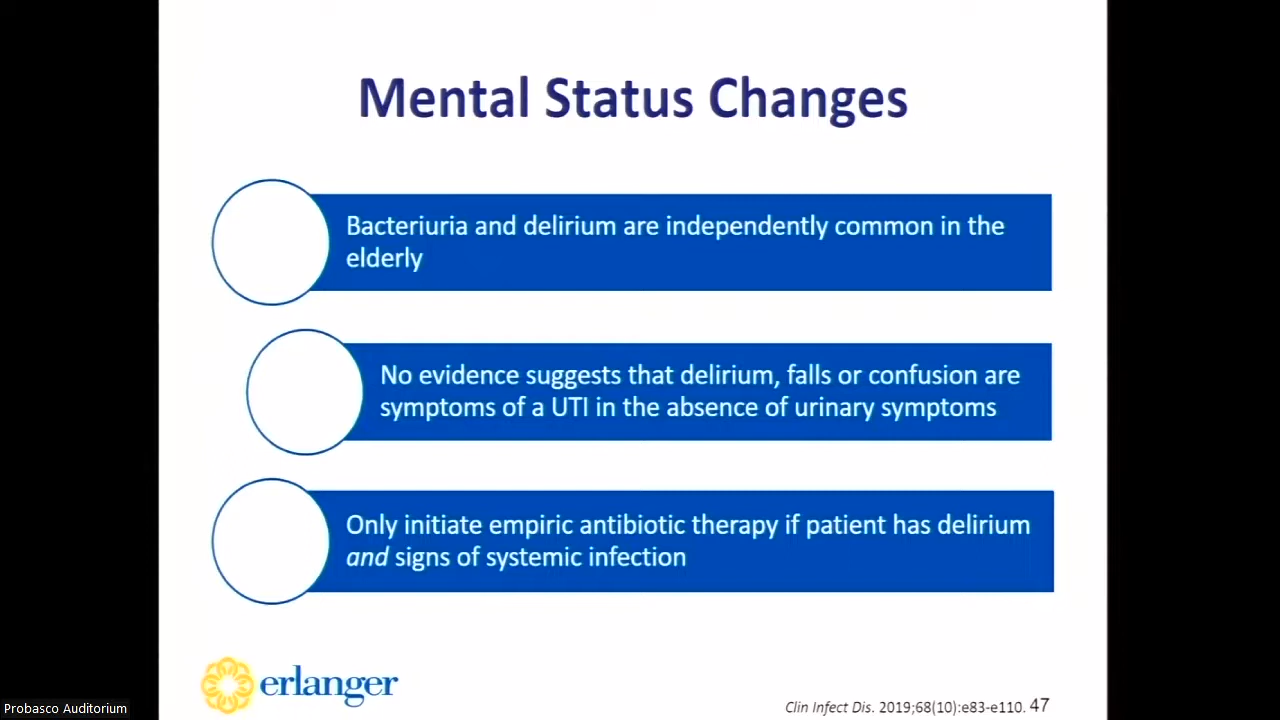 Mental Status Changes
Bacteriuria and delirium are independently common in the
elderly
No evidence suggests that delirium, falls or confusion are
symptoms of a UTI in the absence of urinary symptoms
Only initiate empiric antibiotic therapy if patient has delirium
and signs of systemic infection
erlanger
Clin Infect Dis. 2019;68(10):e83-e110. 47
Probasco Auditorium